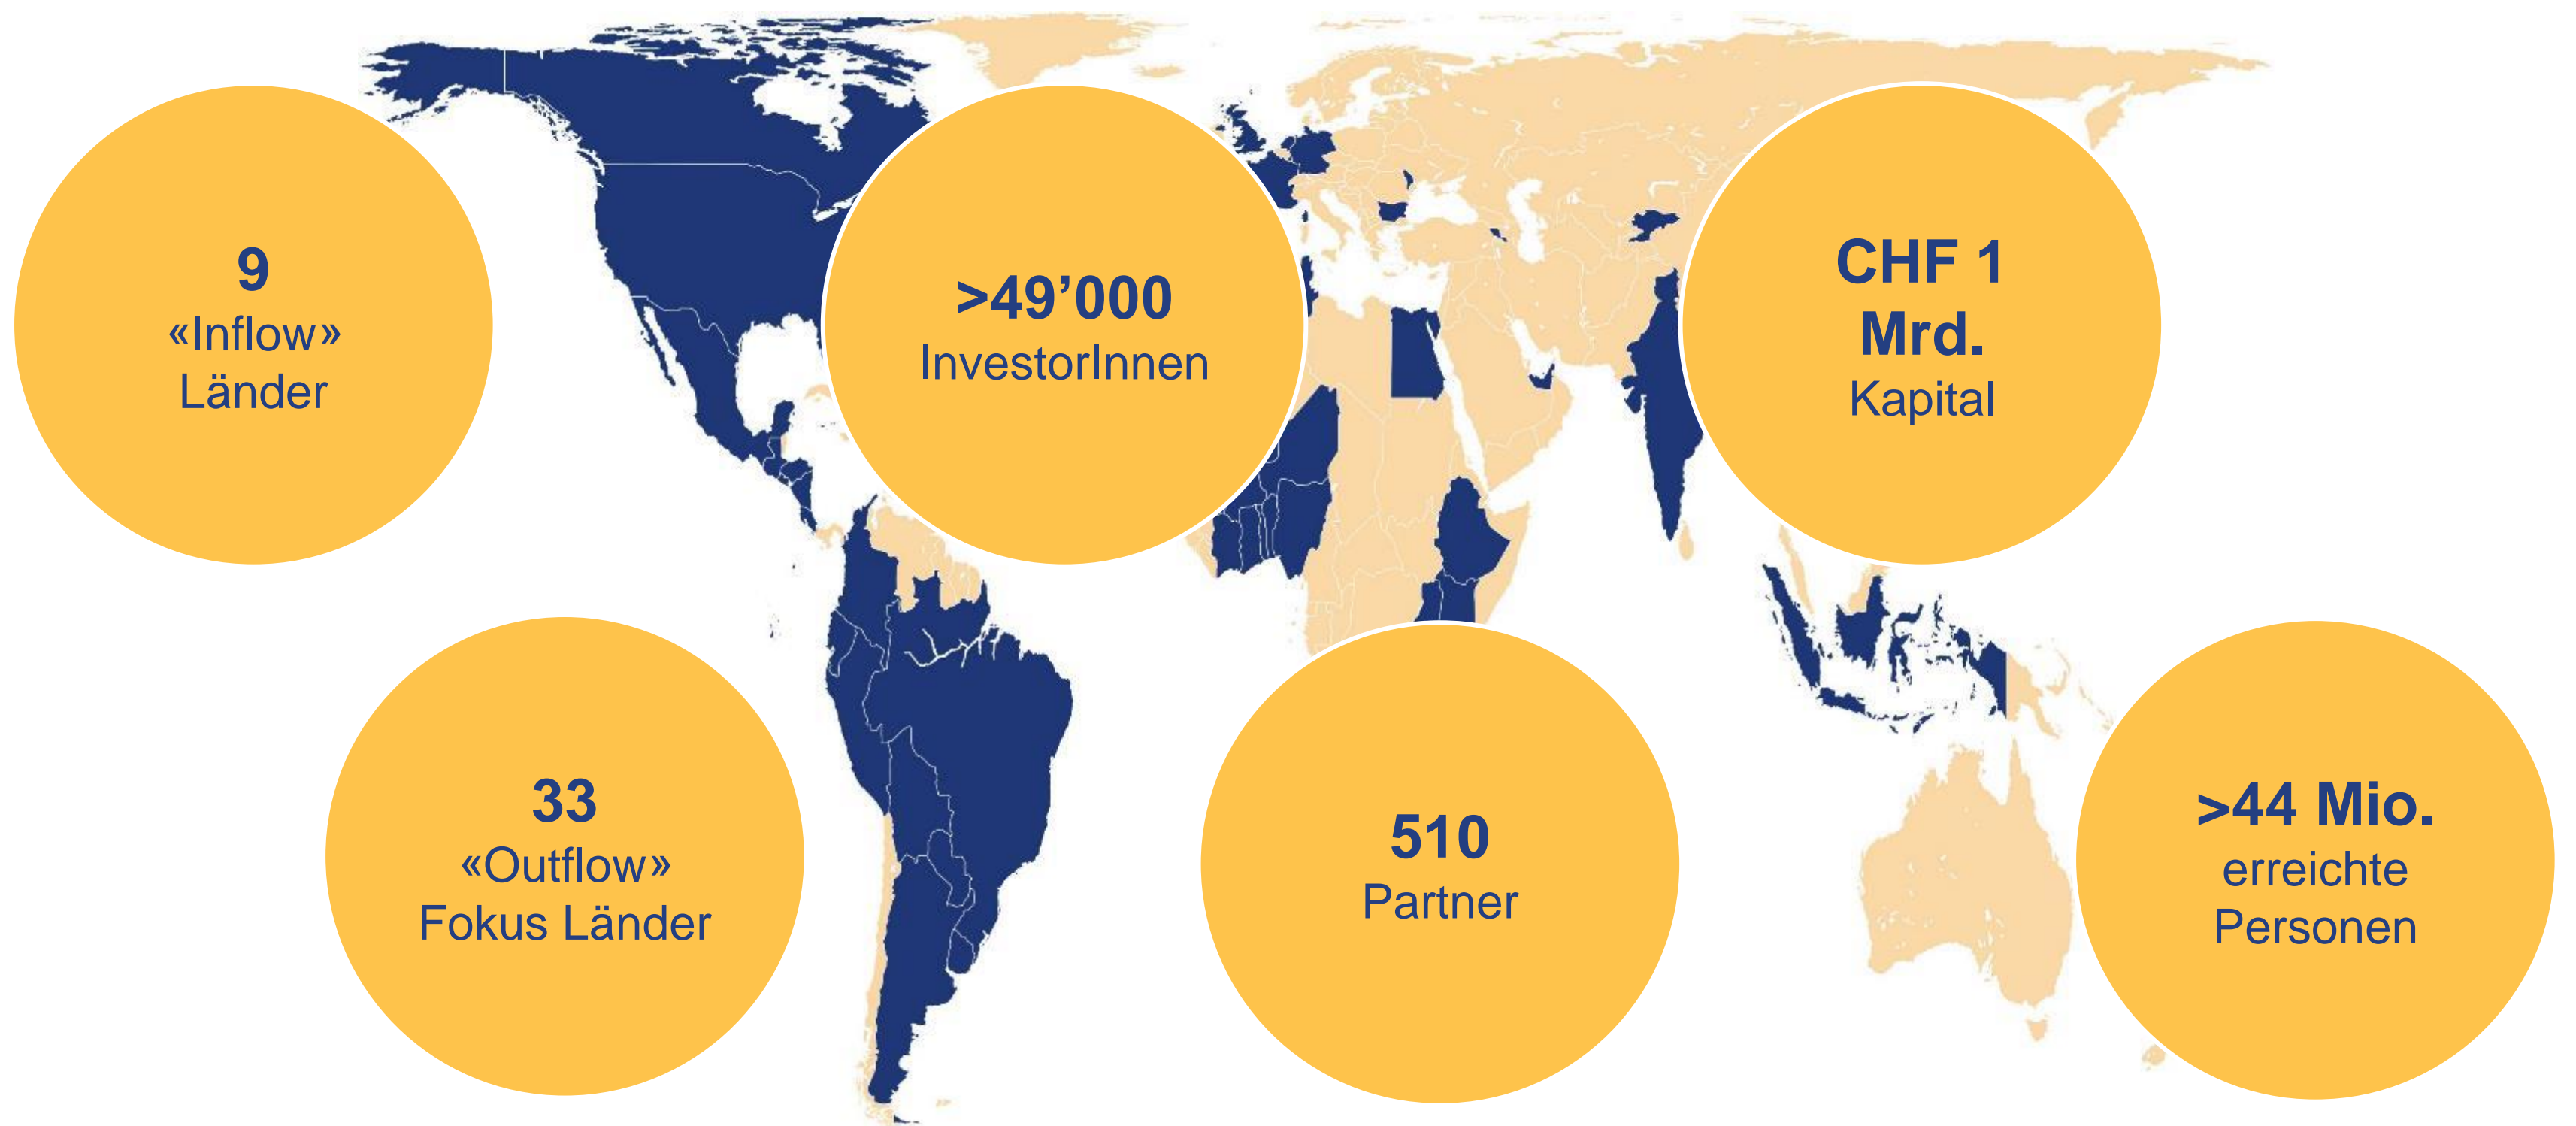 9
«Inflow»
Länder
>49’000
InvestorInnen
CHF 1
Mrd.
Kapital
33
«Outflow»
Fokus Länder
510
Partner
>44 Mio.
erreichte
Personen